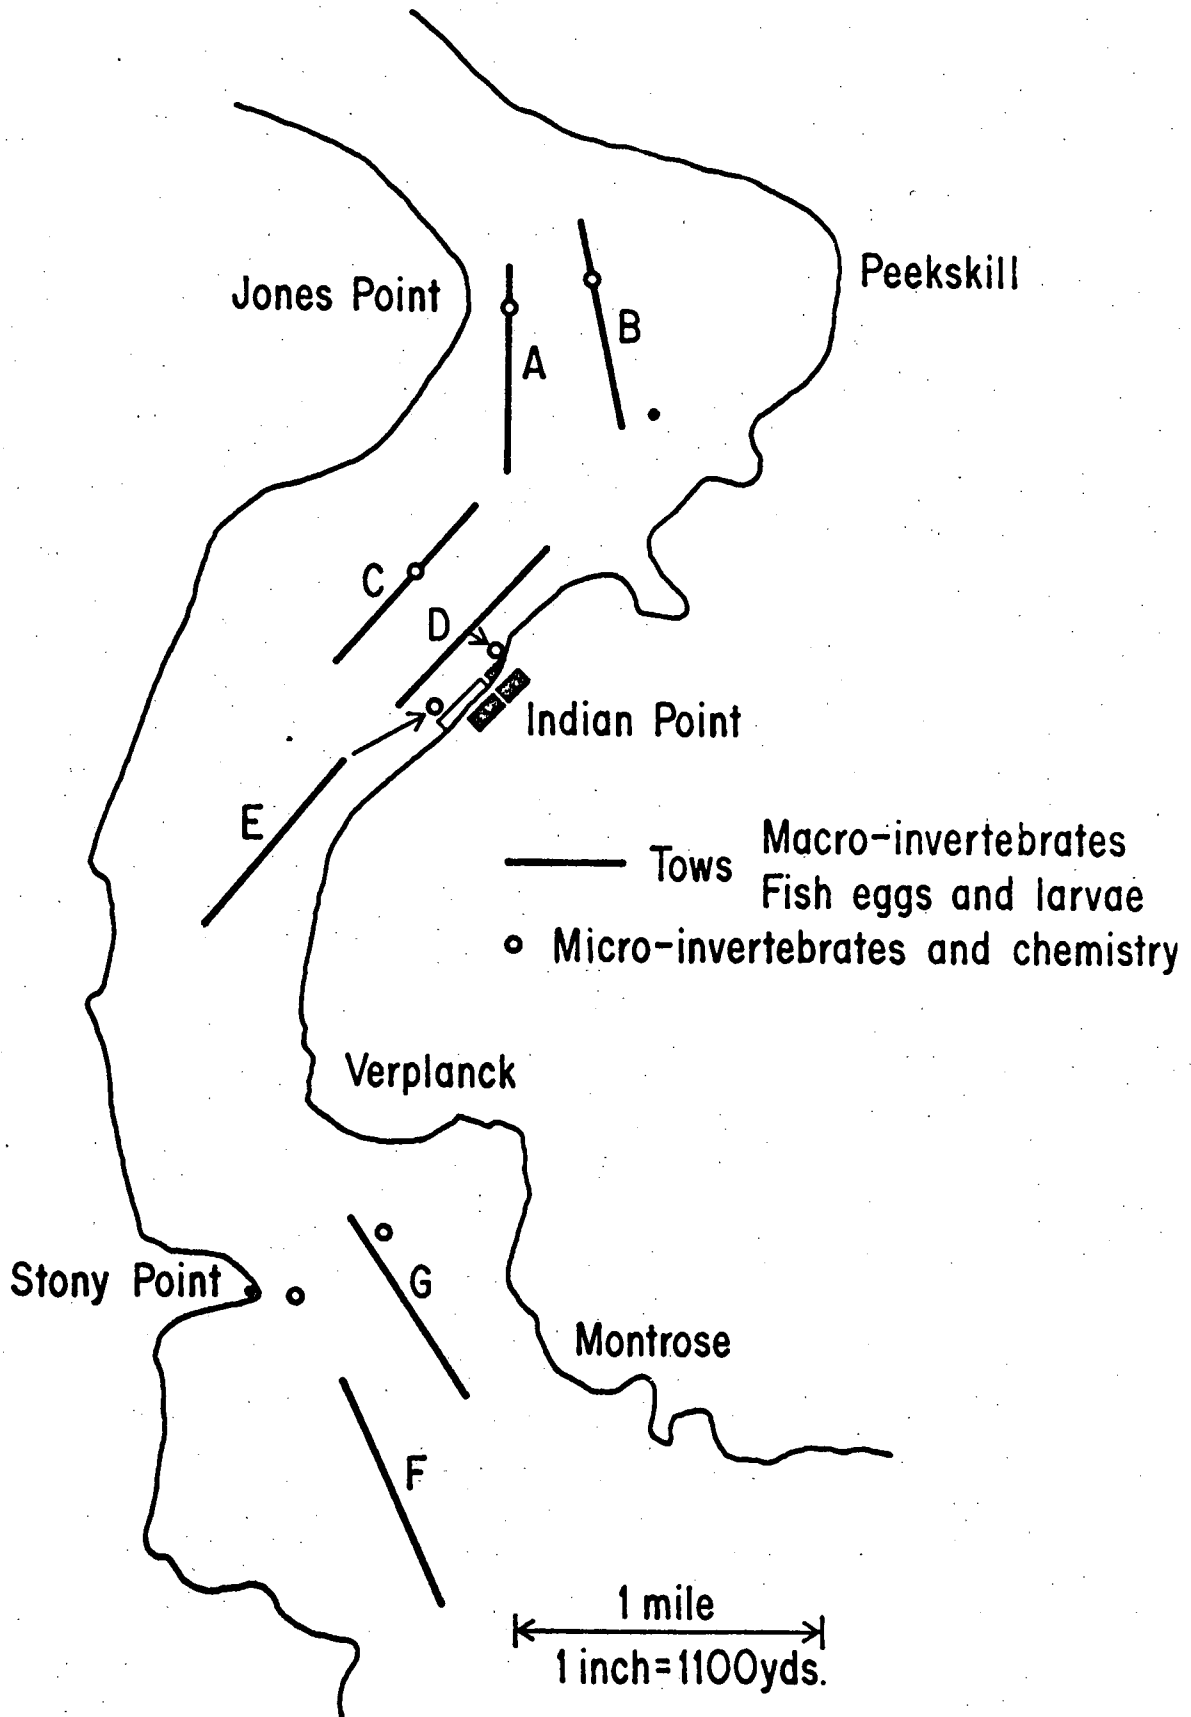 Peekskill
Jones Point
B
A
C
D
Indian Point
E
Tows
Macro-invertebrates
Fish eggs and larvae
Micro-invertebrates and chemistry
Verplanck
Stony Point
G
Montrose
F
1 mile
1 inch=1100yds.